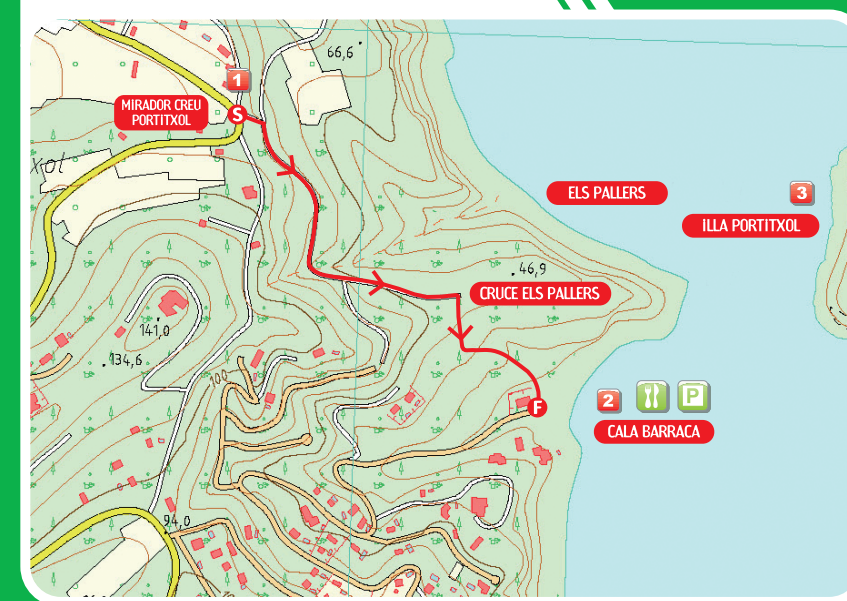 66,6
1
MIRADOR CREU
PORTITXOL
S
xol
ELS PALLERS
3
ILLA PORTITXOL
46,9
CRUCE ELS PALLERS
141,0
134,6
100
F
2
P
CALA BARRACA
94,0